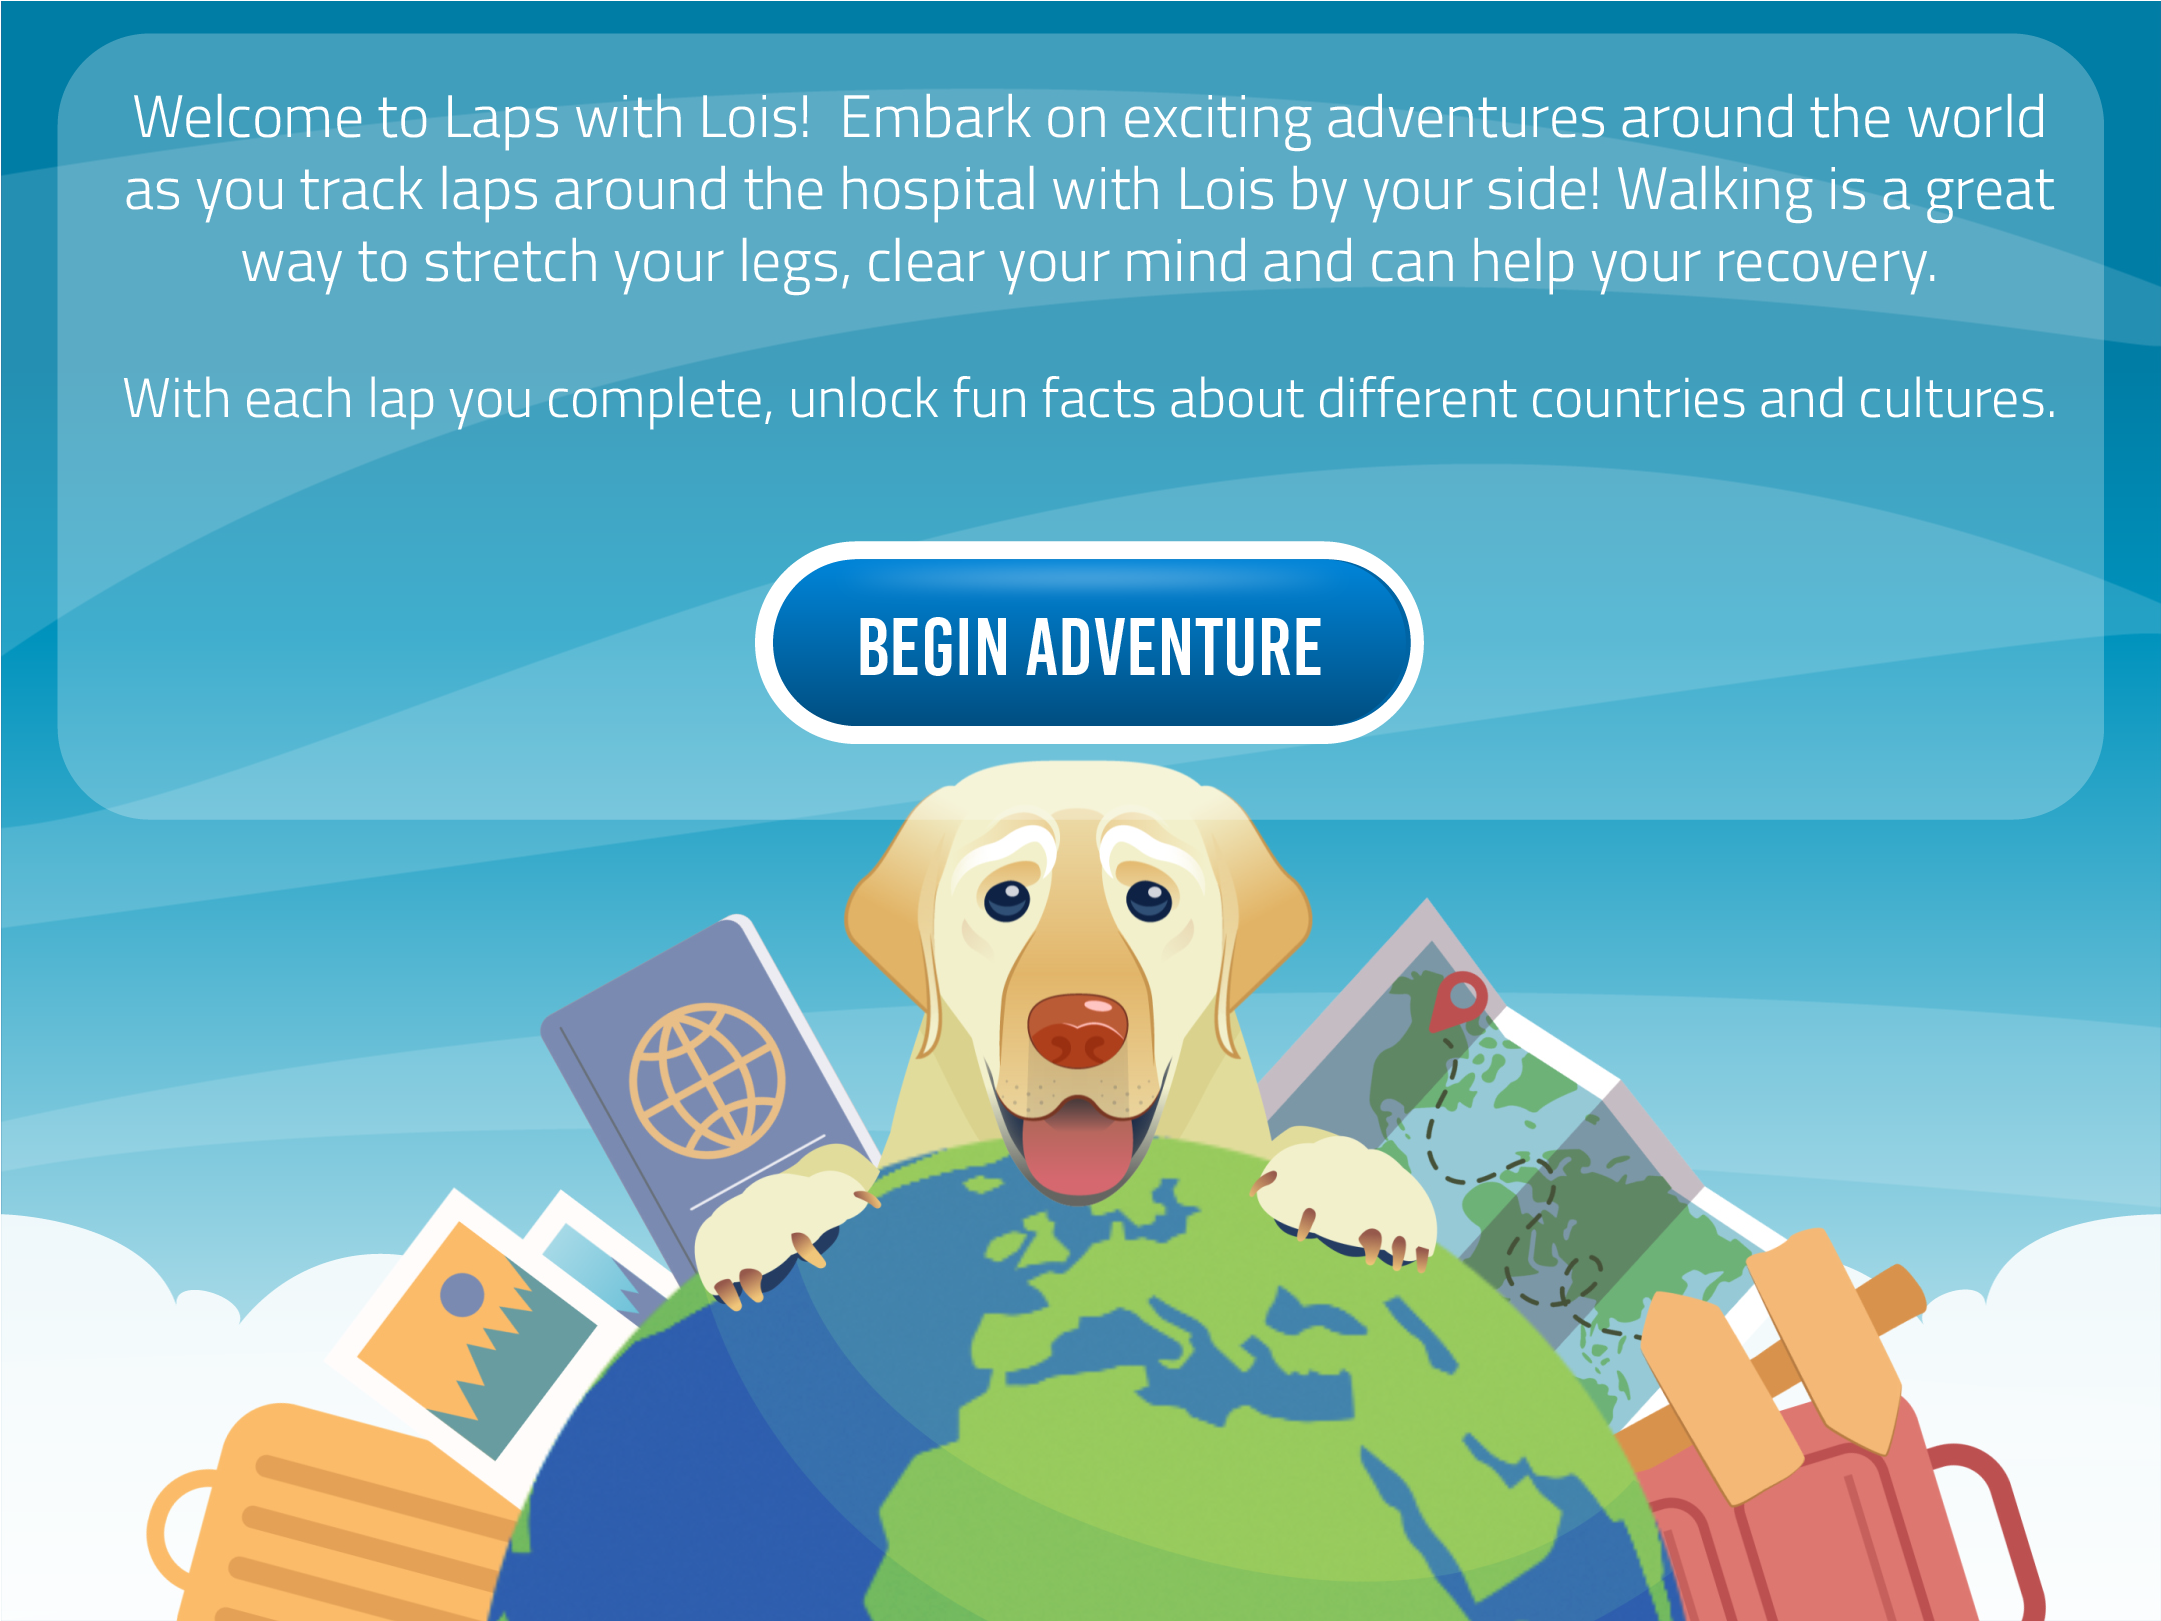 Welcome to Laps with Lois!  Embark on exciting adventures around the world
as you track laps around the hospital with Lois by your side! Walking is a great
way to stretch your legs, clear your mind and can help your recovery.
With each lap you complete, unlock fun facts about different countries and cultures.
BEGIN ADVENTURE